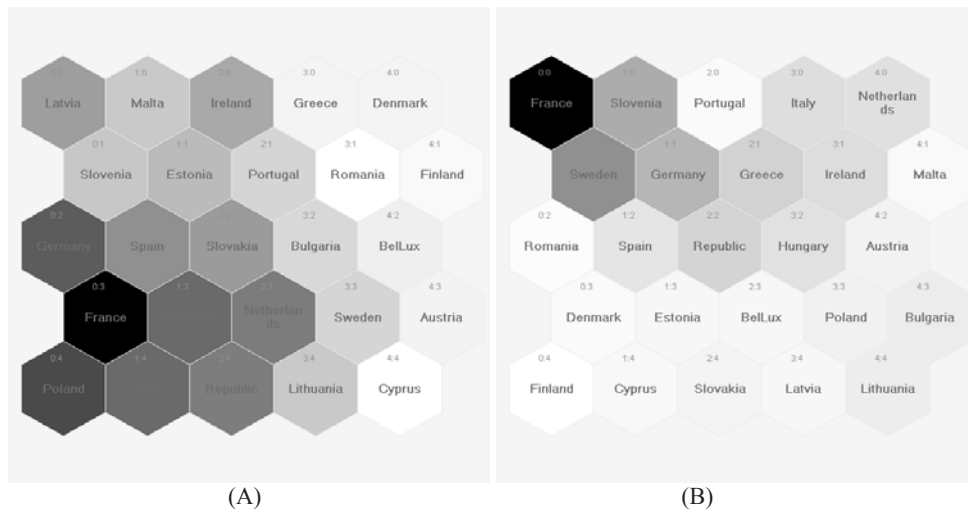 0:0 1:0 2:0 3:0 4:0
Latvia Malta Ireland Greece Denmark
0:1 1:1 2:1 3:1 4:1
Slovenia Estonia Portugal Romania Finland
0:2 3:2 4:2
Germany Spain Slovakia Bulgaria BelLux
0:3 1:3 2:3 3:3 4:3
France Netherlan
ds Sweden Austria
0:4 1:4 2:4 3:4 4:4
Poland Republic Lithuania Cyprus
(A)
0:0 1:0 2:0 3:0 4:0
France Slovenia Portugal Italy Netherlan
ds
1:1 2:1 3:1 4:1
Sweden Germany Greece Ireland Malta
0:2 1:2 2:2 3:2 4:2
Romania Spain Republic Hungary Austria
0:3 1:3 2:3 3:3 4:3
Denmark Estonia BelLux Poland Bulgaria
0:4 1:4 2:4 3:4 4:4
Finland Cyprus Slovakia Latvia Lithuania
(B)